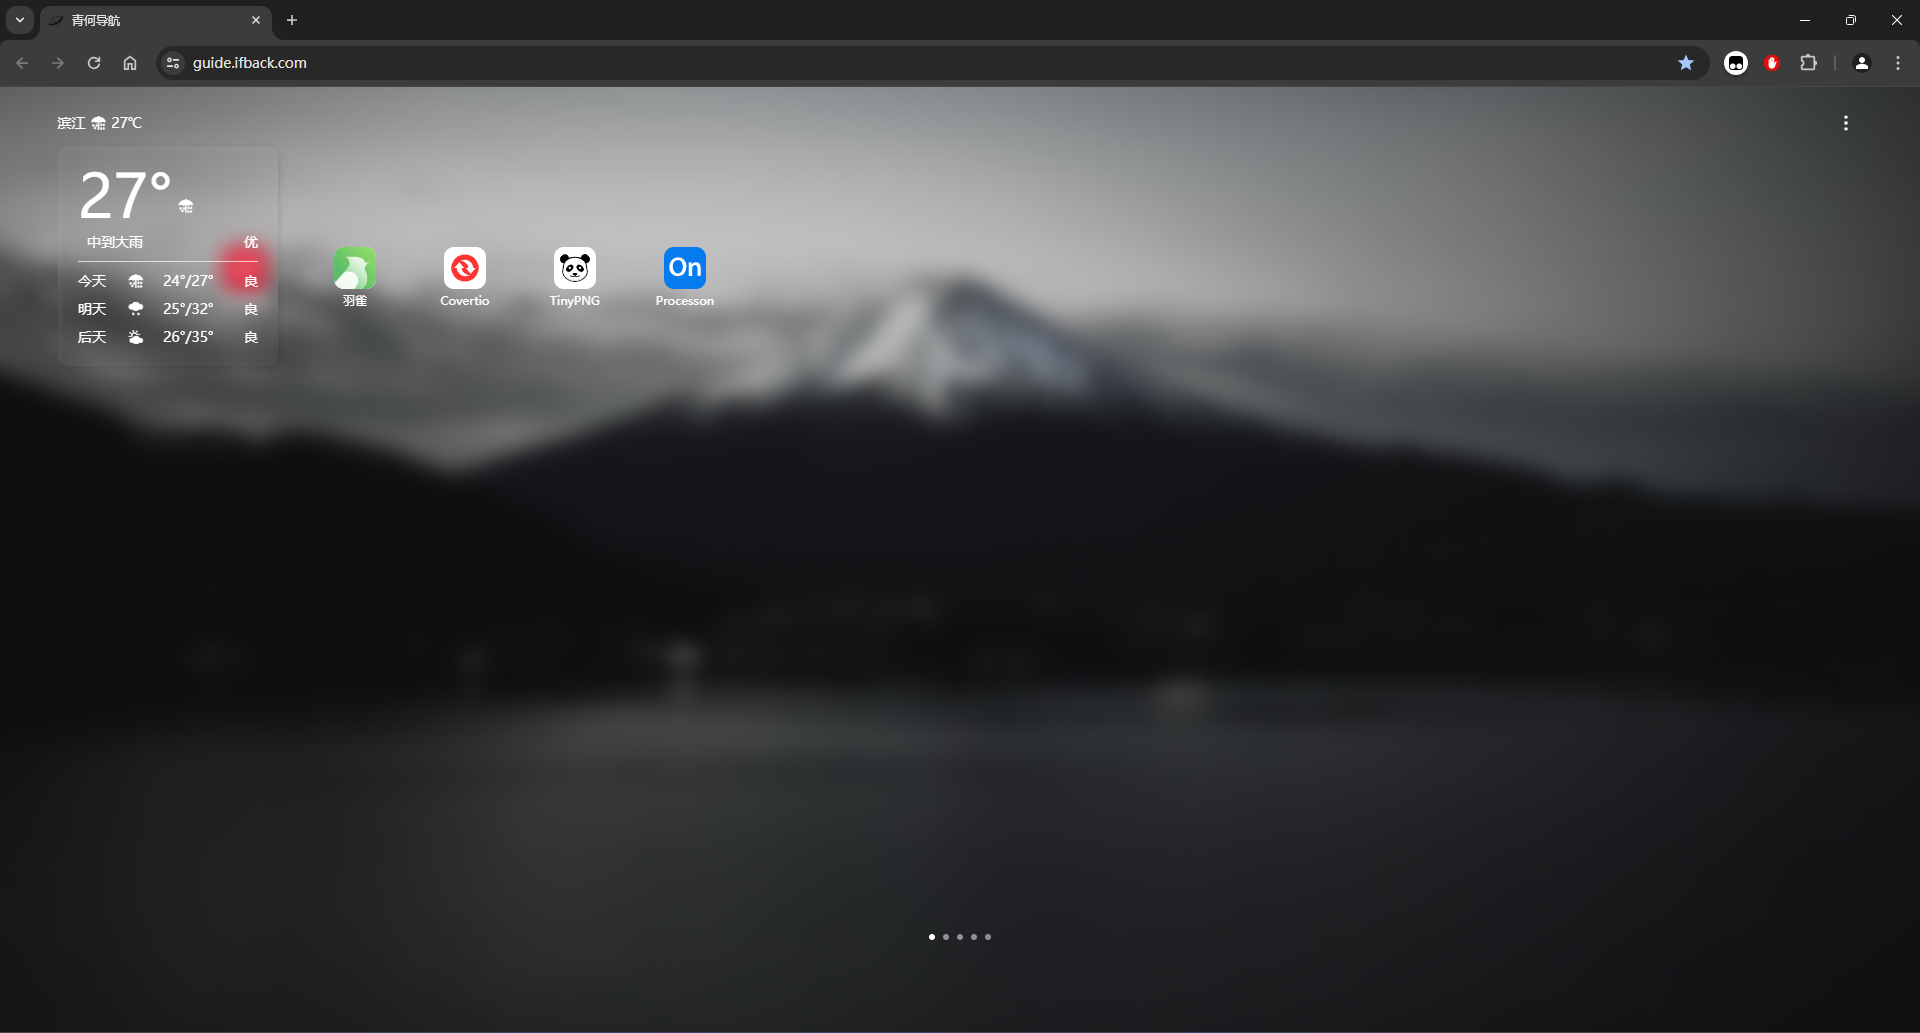 青何导航
guide.ifback.com
滨江 27℃
27°
中到大雨 优
今天 24°/27° 良
明天 25°/32° 良
后天 26°/35° 良
On
羽雀 Covertio TinyPNG Processon